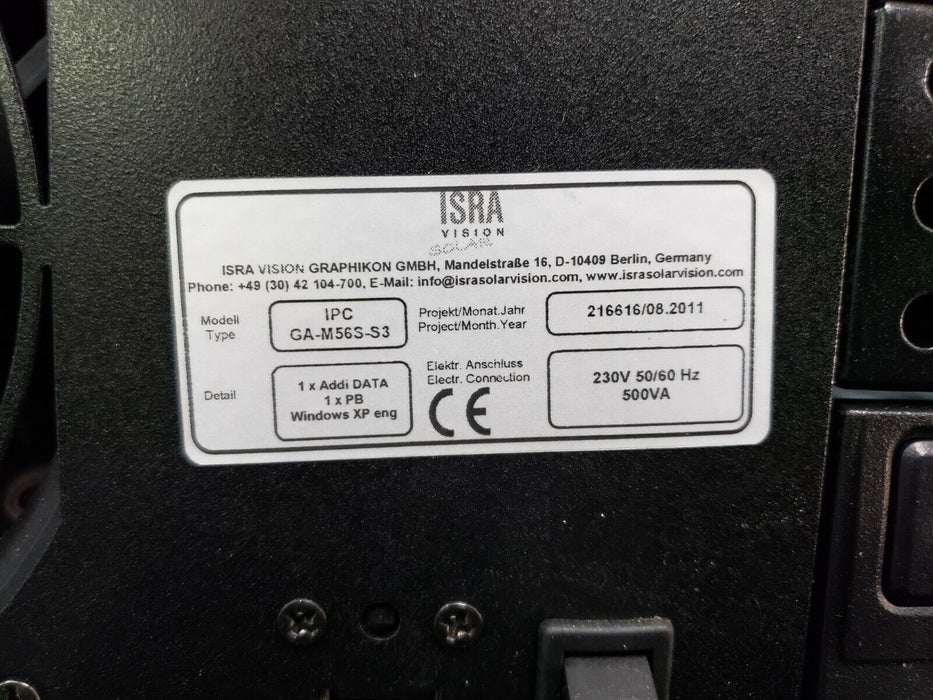 ISRA
VISION
SOLAR
ISRA VISION GRAPHIKON GMBH, Mandelstraße 16, D-10409 Berlin, Germany
Phone: +49 (30) 42 104-700, E-Mail: info@israsolarvision.com, www.israsolarvision.com
Modell
Type
IPC
GA-M56S-S3
Projekt/Monat.Jahr
Project/Month.Year
216616/08.2011
Detail
1 x Addi DATA
1 x PB
Windows XP eng
Elektr. Anschluss
Electr. Connection
CE
230V 50/60 Hz
500VA